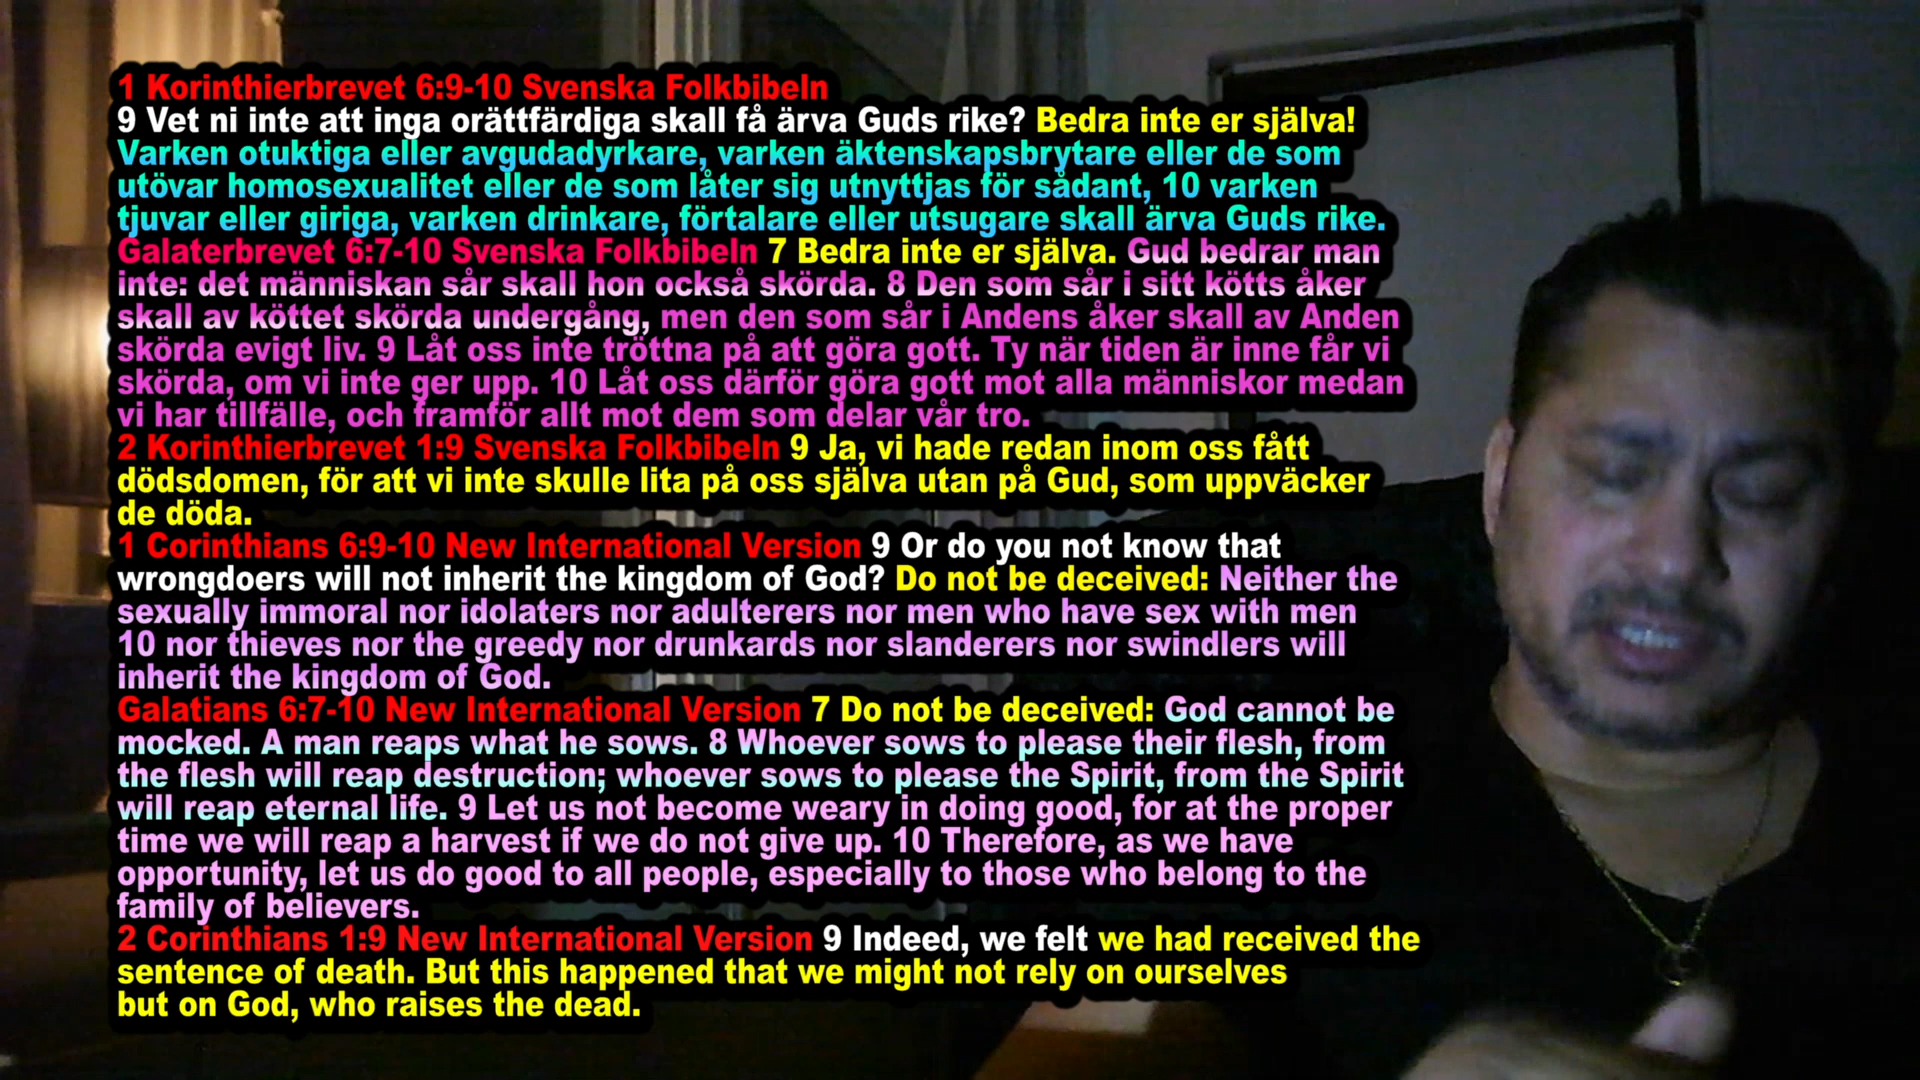 1 Korinthierbrevet 6:9-10 Svenska Folkbibeln
9 Vet ni inte att inga orättfärdiga skall få ärva Guds rike? Bedra inte er själva!
Varken otuktiga eller avgudadyrkare, varken äktenskapsbrytare eller de som
utövar homosexualitet eller de som låter sig utnyttjas för sådant, 10 varken
tjuvar eller giriga, varken drinkare, förtalare eller utsugare skall ärva Guds rike.
Galaterbrevet 6:7-10 Svenska Folkbibeln 7 Bedra inte er själva. Gud bedrar man
inte: det människan sår skall hon också skörda. 8 Den som sår i sitt kötts åker
skall av köttet skörda undergång, men den som sår i Andens åker skall av Anden
skörda evigt liv. 9 Låt oss inte tröttna på att göra gott. Ty när tiden är inne får vi
skörda, om vi inte ger upp. 10 Låt oss därför göra gott mot alla människor medan
vi har tillfälle, och framför allt mot dem som delar vår tro.
2 Korinthierbrevet 1:9 Svenska Folkbibeln 9 Ja, vi hade redan inom oss fått
dödsdomen, för att vi inte skulle lita på oss själva utan på Gud, som uppväcker
de döda.
1 Corinthians 6:9-10 New International Version 9 Or do you not know that
wrongdoers will not inherit the kingdom of God? Do not be deceived: Neither the
sexually immoral nor idolaters nor adulterers nor men who have sex with men
10 nor thieves nor the greedy nor drunkards nor slanderers nor swindlers will
inherit the kingdom of God.
Galatians 6:7-10 New International Version 7 Do not be deceived: God cannot be
mocked. A man reaps what he sows. 8 Whoever sows to please their flesh, from
the flesh will reap destruction; whoever sows to please the Spirit, from the Spirit
will reap eternal life. 9 Let us not become weary in doing good, for at the proper
time we will reap a harvest if we do not give up. 10 Therefore, as we have
opportunity, let us do good to all people, especially to those who belong to the
family of believers.
2 Corinthians 1:9 New International Version 9 Indeed, we felt we had received the
sentence of death. But this happened that we might not rely on ourselves
but on God, who raises the dead.